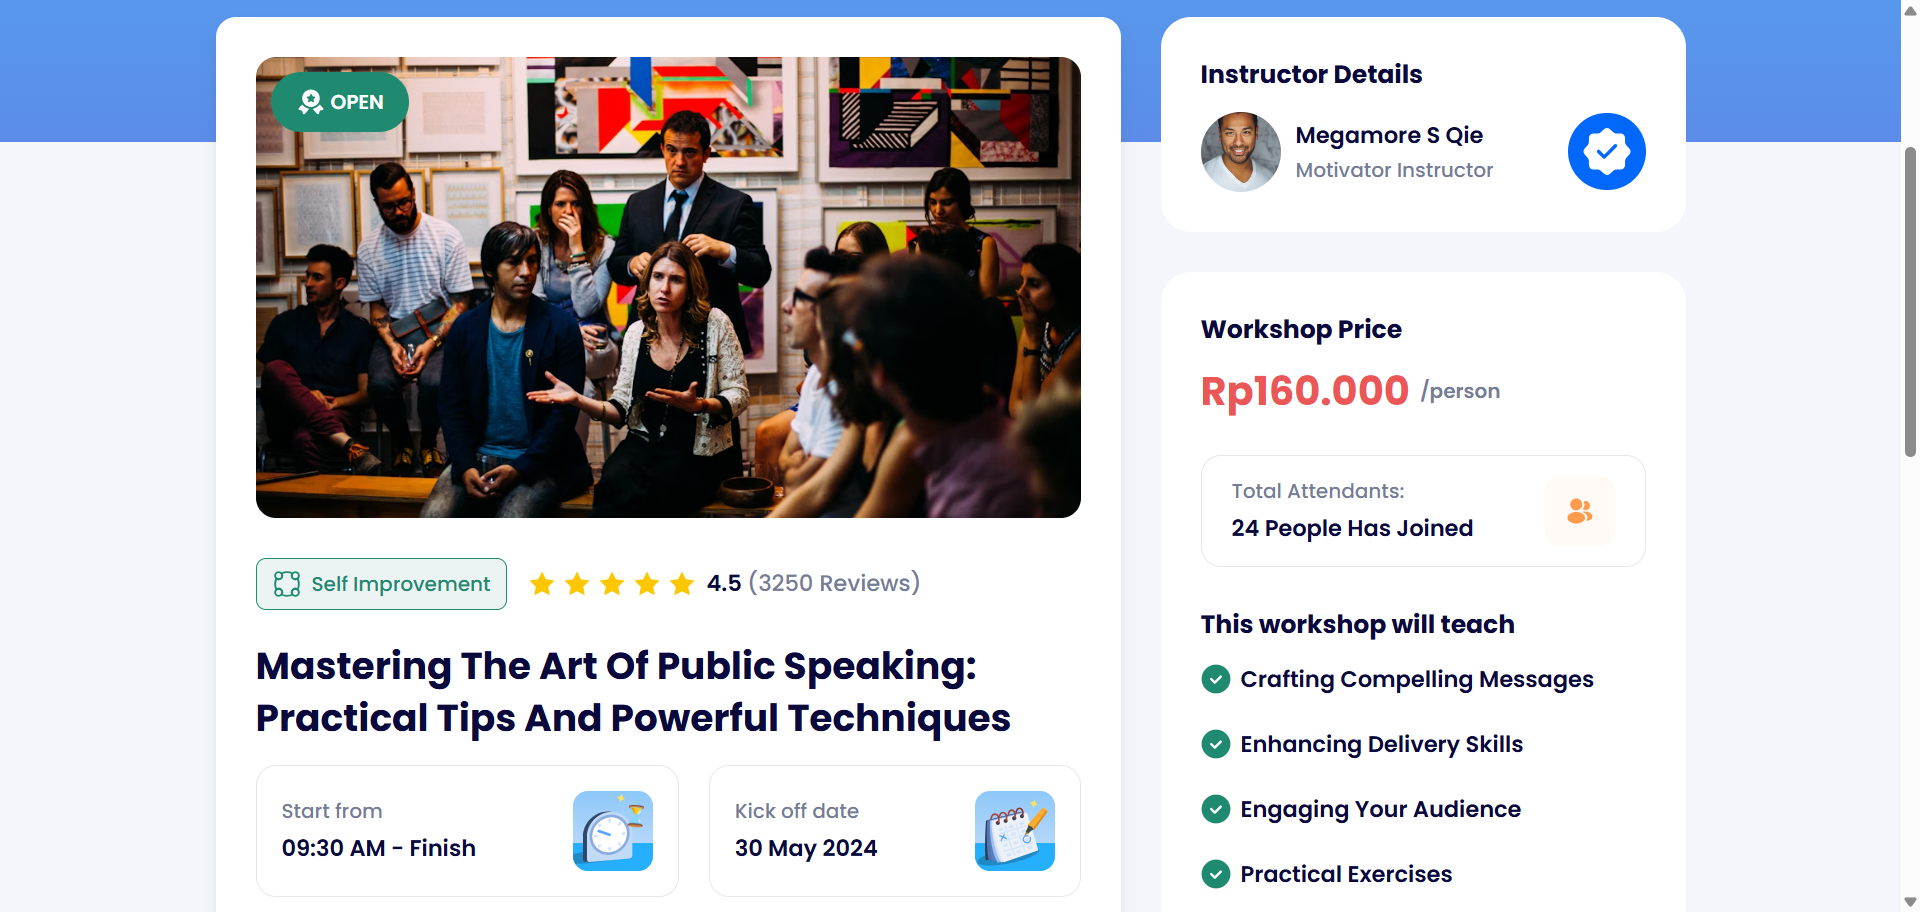 OPEN
Self Improvement
4.5 (3250 Reviews)
Mastering The Art Of Public Speaking:
Practical Tips And Powerful Techniques
Start from
09:30 AM - Finish
Kick off date
30 May 2024
Instructor Details
Megamore S Qie
Motivator Instructor
Workshop Price
Rp160.000 /person
Total Attendants:
24 People Has Joined
This workshop will teach
Crafting Compelling Messages
Enhancing Delivery Skills
Engaging Your Audience
Practical Exercises